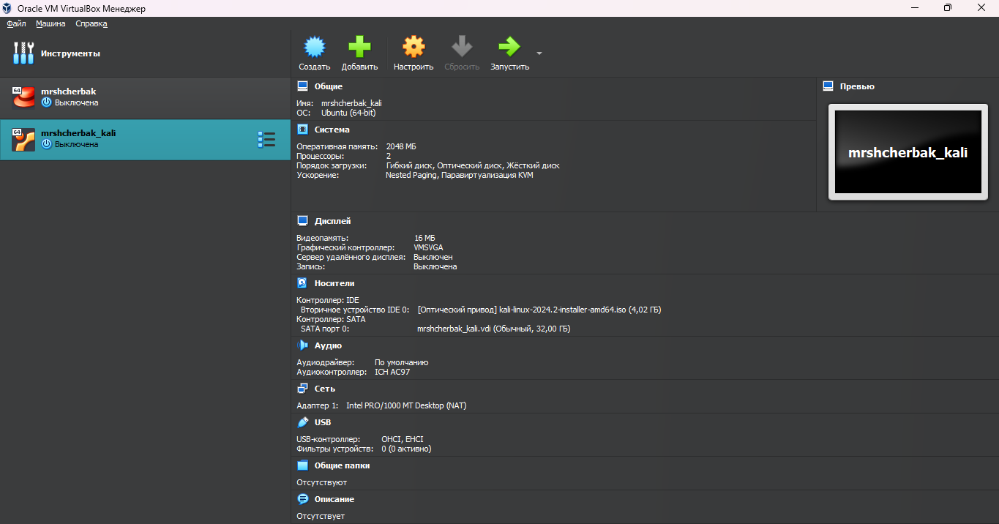 Oracle VM VirtualBox Менеджер
Файл Машина Справка
Инструменты
Создать Добавить Настроить Сбросить Запустить
64
mrshcherbak
Выключена
64
mrshcherbak_kali
Выключена
Общие
Имя: mrshcherbak_kali
ОС: Ubuntu (64-bit)
Система
Оперативная память: 2048 МБ
Процессоры: 2
Порядок загрузки: Гибкий диск, Оптический диск, Жёсткий диск
Ускорение: Nested Paging, Паравиртуализация KVM
Превью
mrshcherbak_kali
Дисплей
Видеопамять: 16 МБ
Графический контроллер: VMSVGA
Сервер удалённого дисплея: Выключен
Запись: Выключена
Носители
Контроллер: IDE
Вторичное устройство IDE 0: [Оптический привод] kali-linux-2024.2-installer-amd64.iso (4,02 ГБ)
Контроллер: SATA
SATA порт 0: mrshcherbak_kali.vdi (Обычный, 32,00 ГБ)
Аудио
Аудиодрайвер: По умолчанию
Аудиоконтроллер: ICH AC97
Сеть
Адаптер 1: Intel PRO/1000 MT Desktop (NAT)
USB
USB-контроллер: OHCI, EHCI
Фильтры устройств: 0 (0 активно)
Общие папки
Отсутствуют
Описание
Отсутствует